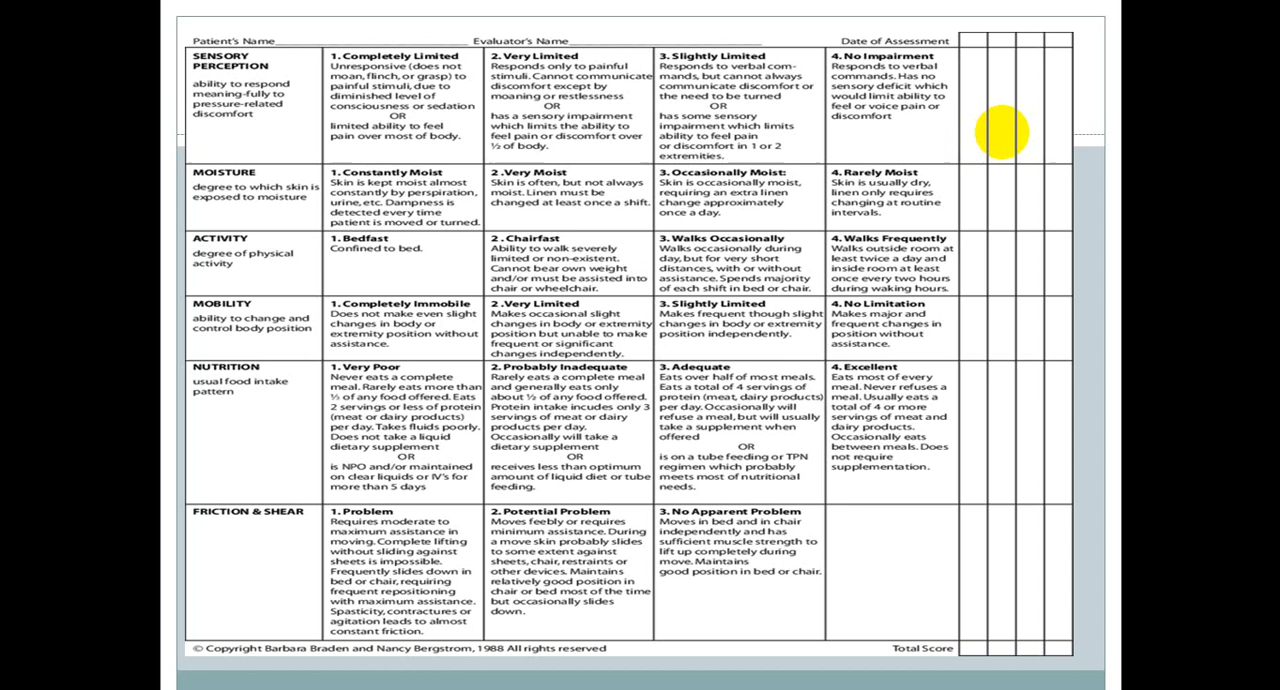 Patient's Name Evaluator's Name Date of Assessment
SENSORY
PERCEPTION
ability to respond
meaning-fully to
pressure-related
discomfort
1. Completely Limited
Unresponsive (does not
moan, flinch, or grasp) to
painful stimuli, due to
diminished level of
consciousness or sedation
OR
limited ability to feel
pain over most of body.
2. Very Limited
Responds only to painful
stimuli. Cannot communicate
discomfort except by
moaning or restlessness
OR
has a sensory impairment
which limits the ability to
feel pain or discomfort over
½ of body.
3. Slightly Limited
Responds to verbal com-
mands, but cannot always
communicate discomfort or
the need to be turned
OR
has some sensory
impairment which limits
ability to feel pain
or discomfort in 1 or 2
extremities.
4. No Impairment
Responds to verbal
commands. Has no
sensory deficit which
would limit ability to
feel or voice pain or
discomfort
MOISTURE
degree to which skin is
exposed to moisture
1. Constantly Moist
Skin is kept moist almost
constantly by perspiration,
urine, etc. Dampness is
detected every time
patient is moved or turned.
2 .Very Moist
Skin is often, but not always
moist. Linen must be
changed at least once a shift.
3. Occasionally Moist:
Skin is occasionally moist,
requiring an extra linen
change approximately
once a day.
4. Rarely Moist
Skin is usually dry,
linen only requires
changing at routine
intervals.
ACTIVITY
degree of physical
activity
1. Bedfast
Confined to bed.
2 . Chairfast
Ability to walk severely
limited or non-existent.
Cannot bear own weight
and/or must be assisted into
chair or wheelchair.
3. Walks Occasionally
Walks occasionally during
day, but for very short
distances, with or without
assistance. Spends majority
of each shift in bed or chair.
4. Walks Frequently
Walks outside room at
least twice a day and
inside room at least
once every two hours
during waking hours.
MOBILITY
ability to change and
control body position
1. Completely Immobile
Does not make even slight
changes in body or
extremity position without
assistance.
2 .Very Limited
Makes occasional slight
changes in body or extremity
position but unable to make
frequent or significant
changes independently.
3. Slightly Limited
Makes frequent though slight
changes in body or extremity
position independently.
4. No Limitation
Makes major and
frequent changes in
position without
assistance.
NUTRITION
usual food intake
pattern
1. Very Poor
Never eats a complete
meal. Rarely eats more than
⅓ of any food offered. Eats
2 servings or less of protein
(meat or dairy products)
per day. Takes fluids poorly.
Does not take a liquid
dietary supplement
OR
is NPO and/or maintained
on clear liquids or IV's for
more than 5 days
2. Probably Inadequate
Rarely eats a complete meal
and generally eats only
about ½ of any food offered.
Protein intake incudes only 3
servings of meat or dairy
products per day.
Occasionally will take a
dietary supplement
OR
receives less than optimum
amount of liquid diet or tube
feeding.
3. Adequate
Eats over half of most meals.
Eats a total of 4 servings of
protein (meat, dairy products)
per day. Occasionally will
refuse a meal, but will usually
take a supplement when
offered
OR
is on a tube feeding or TPN
regimen which probably
meets most of nutritional
needs.
4. Excellent
Eats most of every
meal. Never refuses a
meal. Usually eats a
total of 4 or more
servings of meat and
dairy products.
Occasionally eats
between meals. Does
not require
supplementation.
FRICTION & SHEAR
1. Problem
Requires moderate to
maximum assistance in
moving. Complete lifting
without sliding against
sheets is impossible.
Frequently slides down in
bed or chair, requiring
frequent repositioning
with maximum assistance.
Spasticity, contractures or
agitation leads to almost
constant friction.
2. Potential Problem
Moves feebly or requires
minimum assistance. During
a move skin probably slides
to some extent against
sheets, chair, restraints or
other devices. Maintains
relatively good position in
chair or bed most of the time
but occasionally slides
down.
3. No Apparent Problem
Moves in bed and in chair
independently and has
sufficient muscle strength to
lift up completely during
move. Maintains
good position in bed or chair.
© Copyright Barbara Braden and Nancy Bergstrom, 1988 All rights reserved Total Score